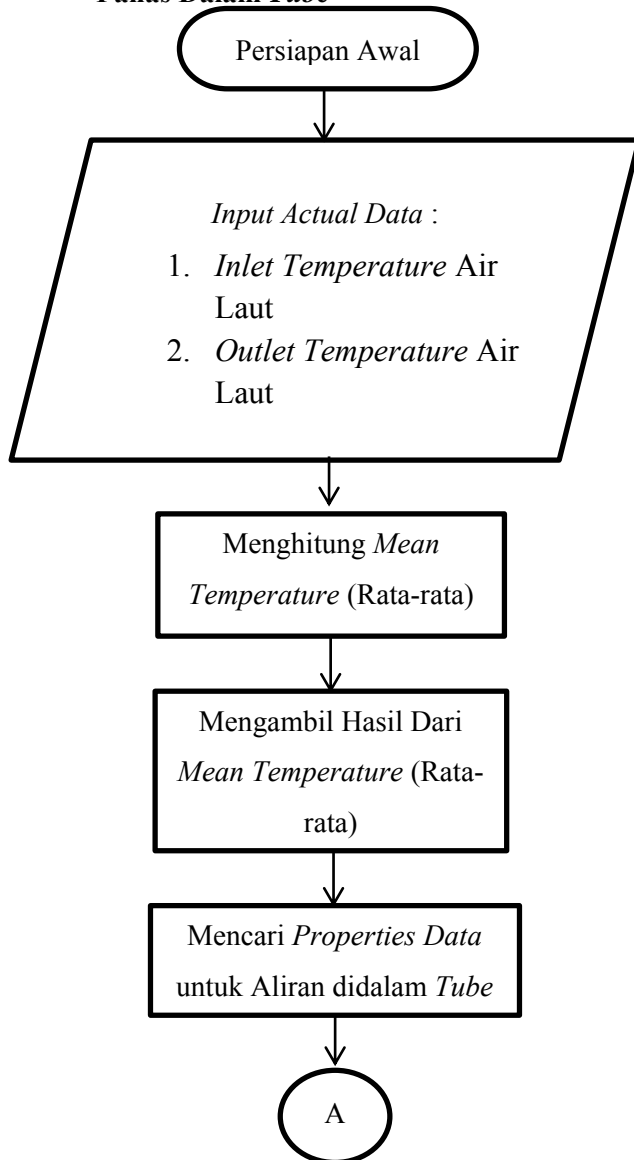 Dalam Tube
Persiapan Awal
Input Actual Data :
1. Inlet Temperature Air
Laut
2. Outlet Temperature Air
Laut
Menghitung Mean
Temperature (Rata-rata)
Mengambil Hasil Dari
Mean Temperature (Rata-
rata)
Mencari Properties Data
untuk Aliran didalam Tube
A